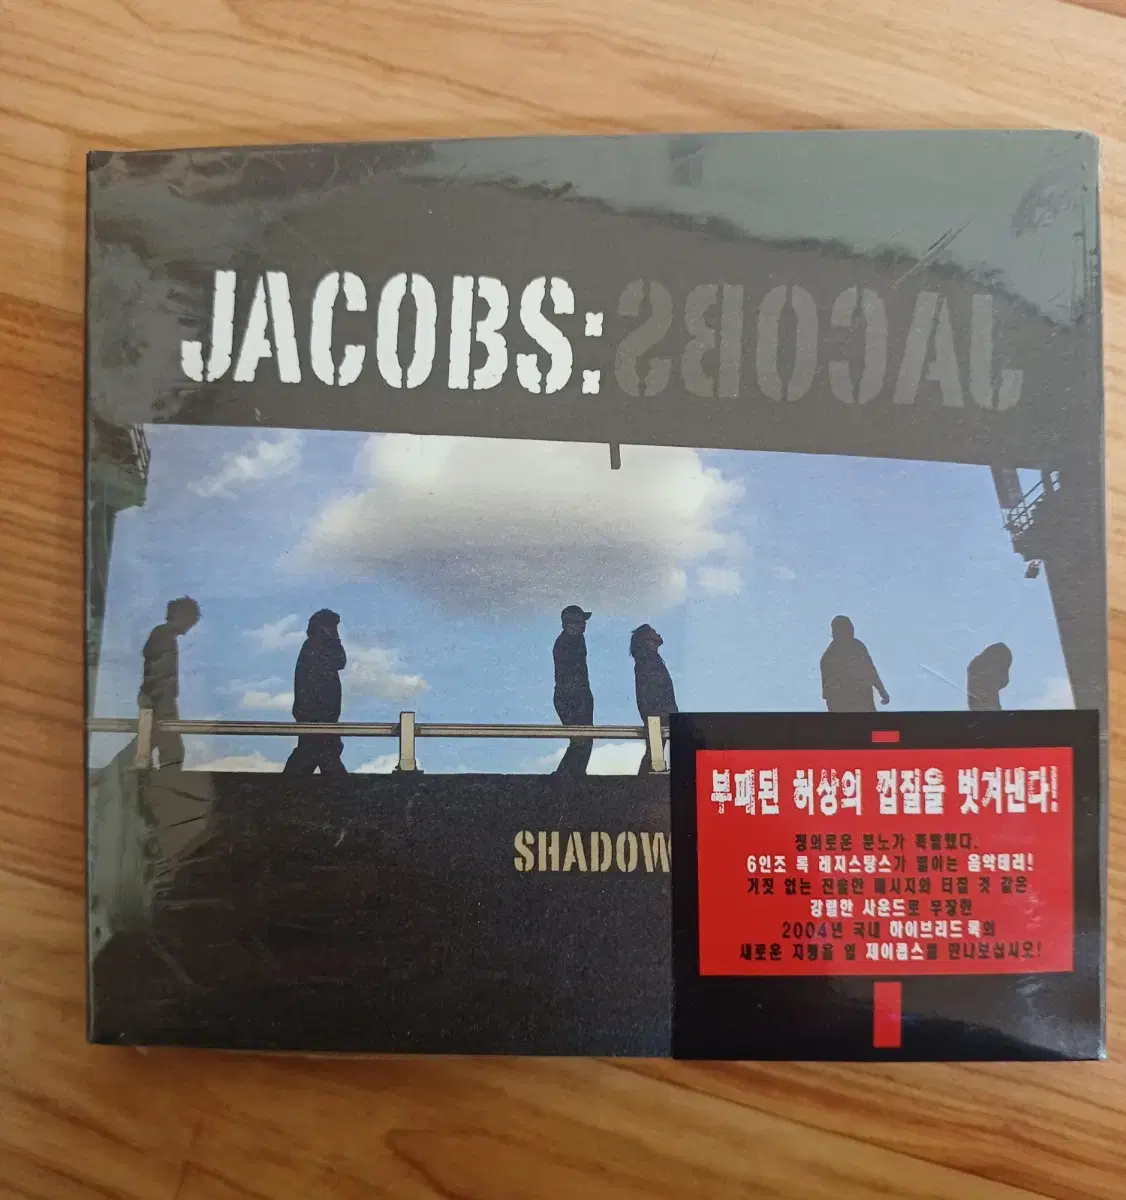 JACOBS:
JACOBS
SHADOW
부패된 허상의 껍질을 벗겨낸다!
정의로운 분노가 폭발했다.
6인조 록 레지스탕스가 벌이는 음악테러!
거짓 없는 진솔한 메시지와 터질 것 같은
강렬한 사운드로 무장한
2004년 국내 하이브리드 록의
새로운 지평을 열 제이콥스를 만나보십시오!